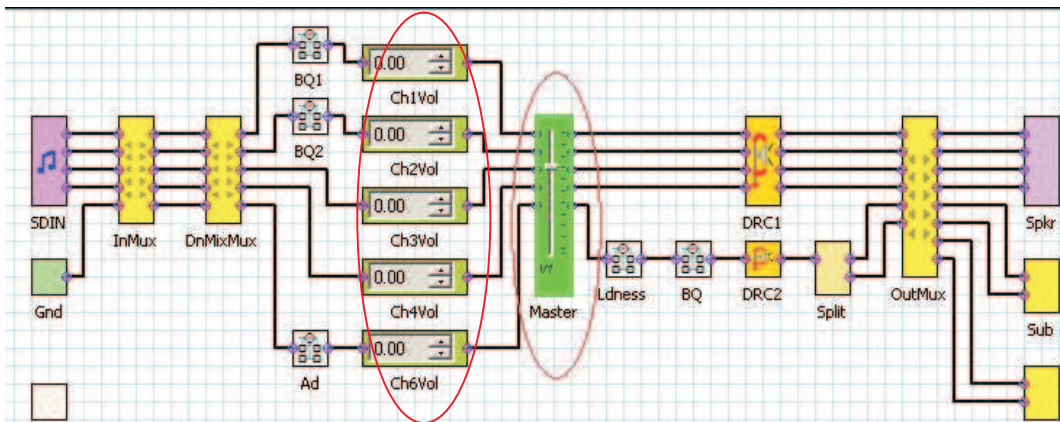 BQ1
0.00
Ch1Vol
BQ2
0.00
Ch2Vol
0.00
Ch3Vol
SDIN
InMux
DnMixMux
DRC1
Spkr
Gnd
0.00
Ch4Vol
Master
Ldness
BQ
DRC2
Split
OutMux
Sub
Ad
0.00
Ch6Vol